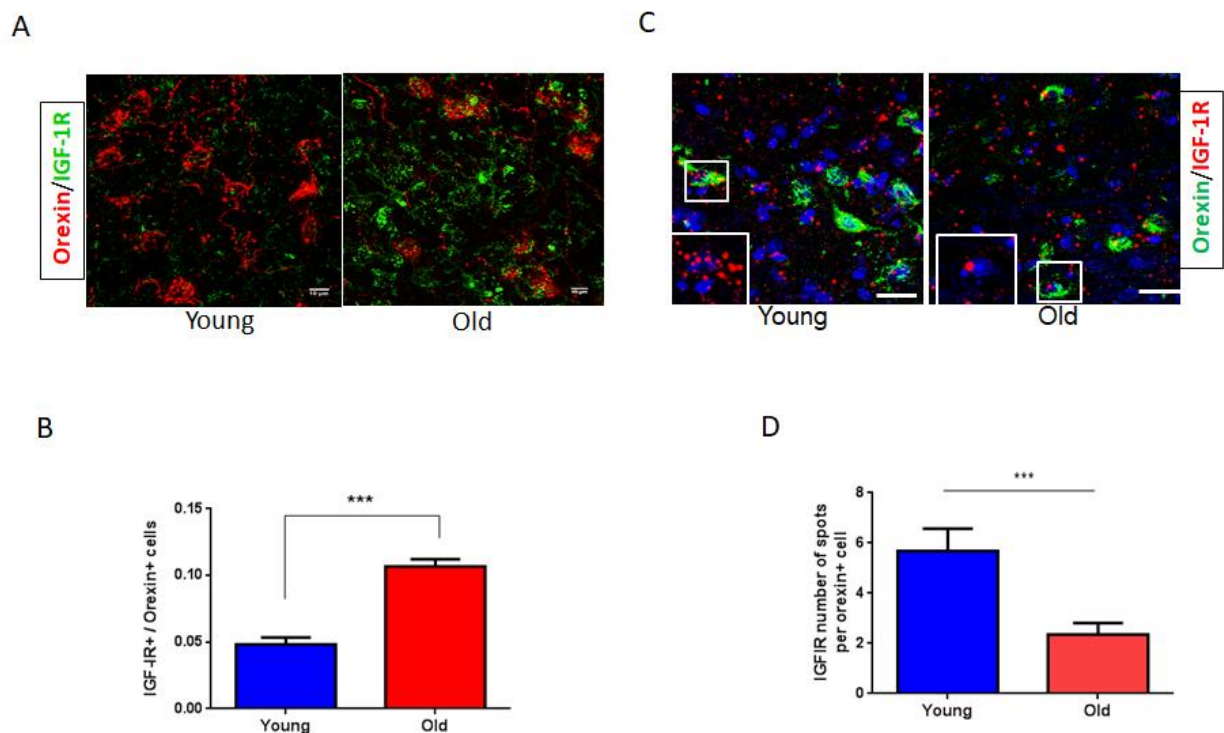 A
Orexin/IGF-1R
10 µm
Young
Old
C
Orexin/IGF-1R
Young
Old
B
IGF-IR+ / Orexin+ cells
0.15
0.10
0.05
0.00
***
Young
Old
D
IGFIR number of spots
per orexin+ cell
8
6
4
2
0
***
Young
Old